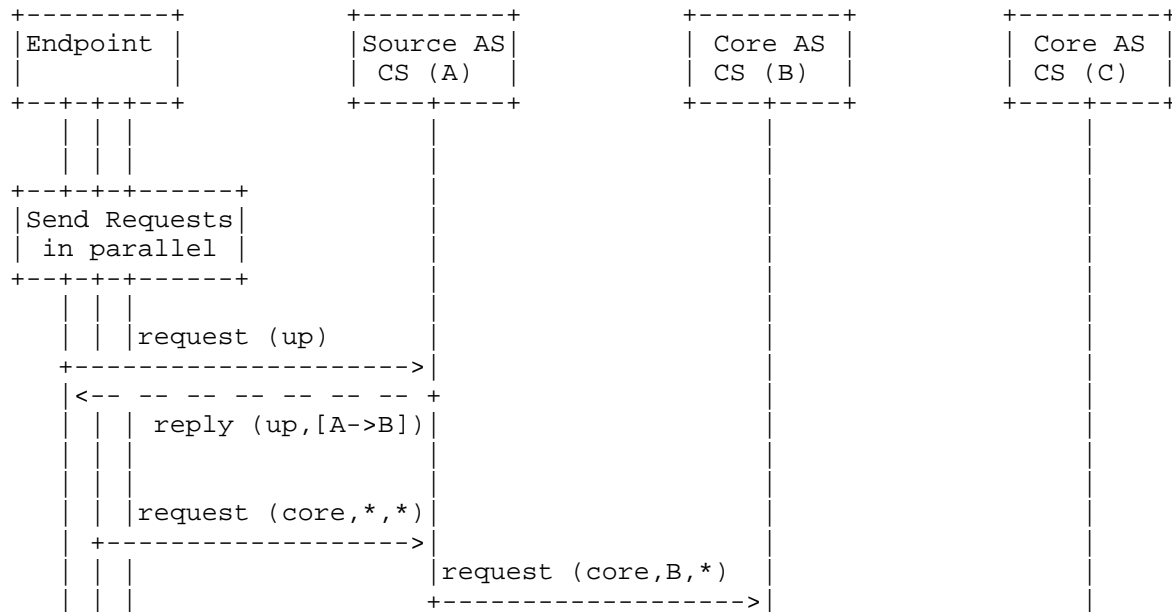 Endpoint
Source AS
CS (A)
Core AS
CS (B)
Core AS
CS (C)
Send Requests
in parallel
request (up)
reply (up,[A->B])
request (core,*,*)
request (core,B,*)